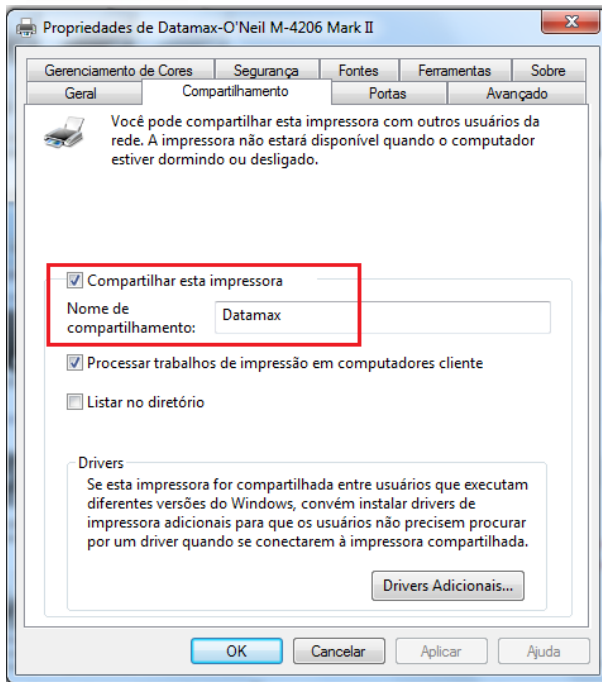 Propriedades de Datamax-O'Neil M-4206 Mark II
Gerenciamento de Cores Segurança Fontes Ferramentas Sobre
Geral Compartilhamento Portas Avançado
Você pode compartilhar esta impressora com outros usuários da
rede. A impressora não estará disponível quando o computador
estiver dormindo ou desligado.
Compartilhar esta impressora
Nome de
compartilhamento:
Datamax
Processar trabalhos de impressão em computadores cliente
Listar no diretório
Drivers
Se esta impressora for compartilhada entre usuários que executam
diferentes versões do Windows, convém instalar drivers de
impressora adicionais para que os usuários não precisem procurar
por um driver quando se conectarem à impressora compartilhada.
Drivers Adicionais...
OK Cancelar Aplicar Ajuda